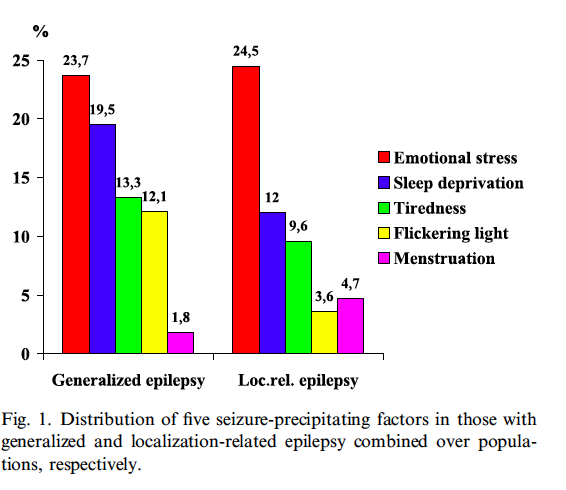 %
25
20
15
10
5
0
23,7
19,5
13,3
12,1
1,8
24,5
12
9,6
3,6
4,7
Generalized epilepsy
Loc.rel. epilepsy
Emotional stress
Sleep deprivation
Tiredness
Flickering light
Menstruation
Fig. 1. Distribution of five seizure-precipitating factors in those with
generalized and localization-related epilepsy combined over popula-
tions, respectively.